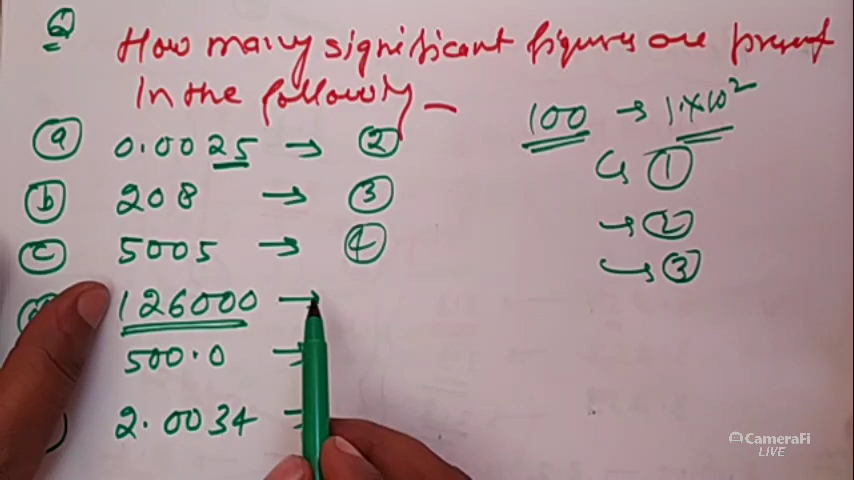 Q How many significant figures are present
In the following –
a 0.0025 → 2
b 208 → 3
c 5005 → 4
126000 →
500.0 →
2.0034
100 → 1×10²
↳ 1
→ 2
↳ 3
CameraFi
LIVE